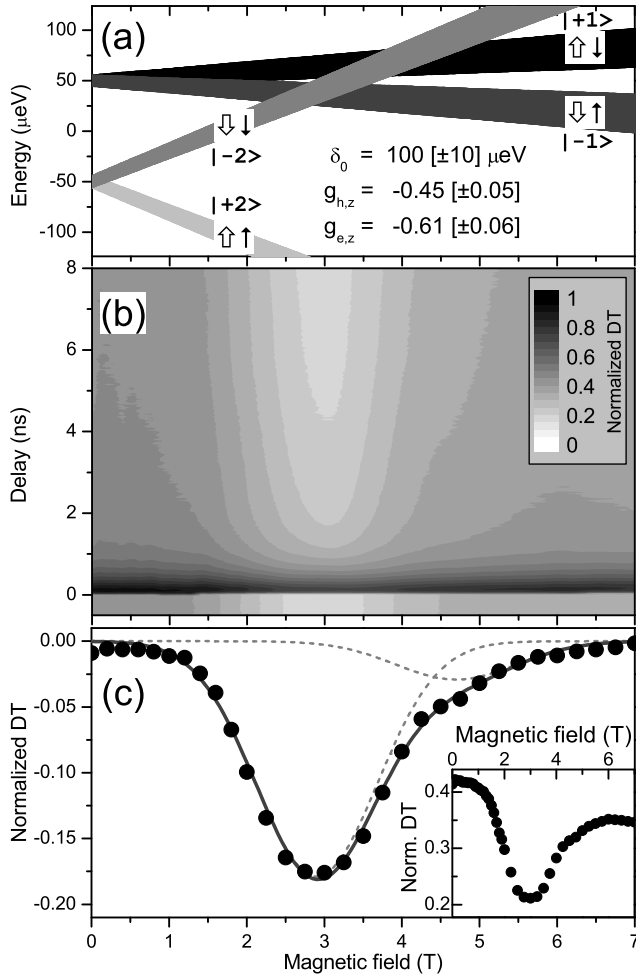 (a)
100
50
0
-50
-100
Energy (µeV)
|+1>
⇧↓
⇩↑
|-1>
⇩↓
|-2>
|+2>
⇧↑
δ0 = 100 [±10] µeV
gh,z = -0.45 [±0.05]
ge,z = -0.61 [±0.06]
(b)
8
6
4
2
0
Delay (ns)
1
0.8
0.6
0.4
0.2
0
Normalized DT
(c)
0.00
-0.05
-0.10
-0.15
-0.20
Normalized DT
Magnetic field (T)
0 2 4 6
0.4
0.3
0.2
Norm. DT
0 1 2 3 4 5 6 7
Magnetic field (T)